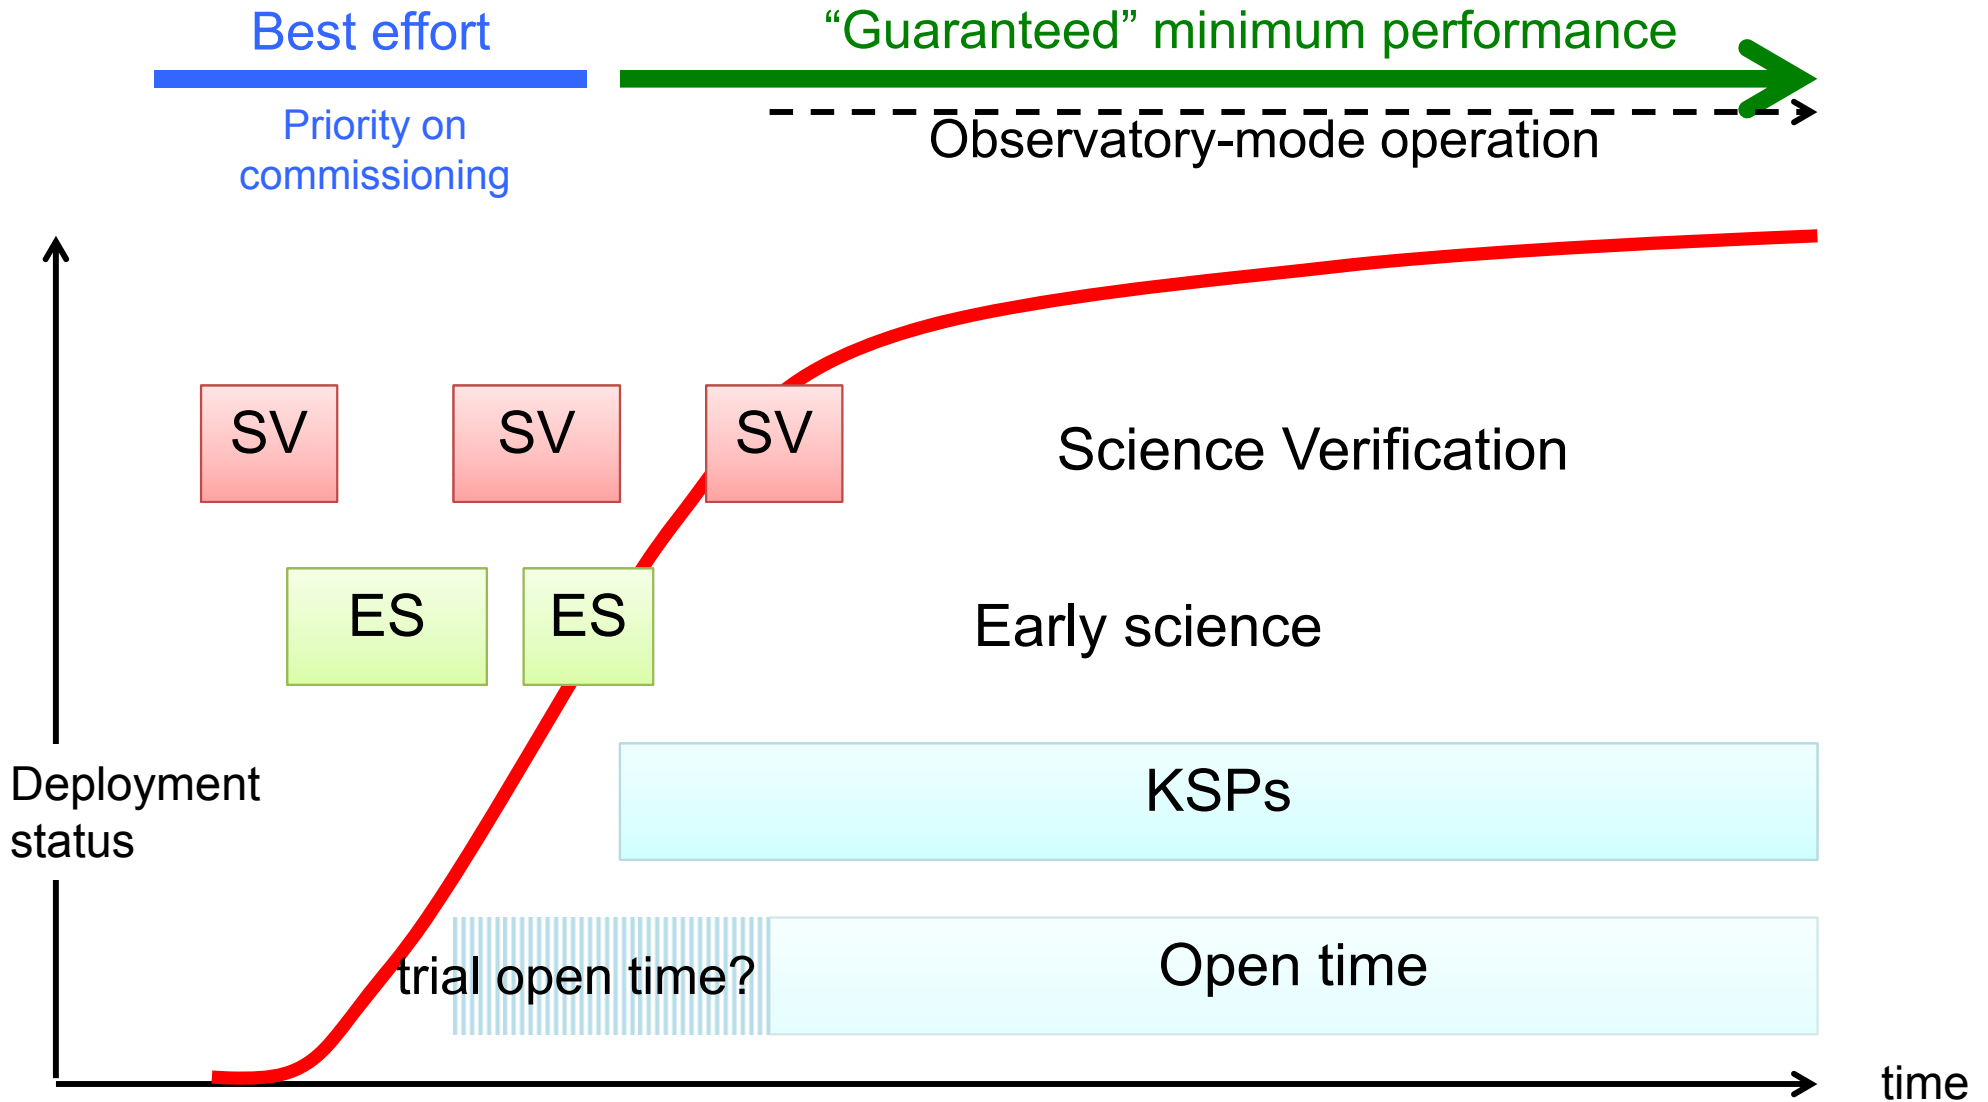 Best effort
“Guaranteed” minimum performance
Priority on
commissioning
Observatory-mode operation
SV
SV
SV
Science Verification
ES
ES
Early science
Deployment
status
KSPs
trial open time?
Open time
time